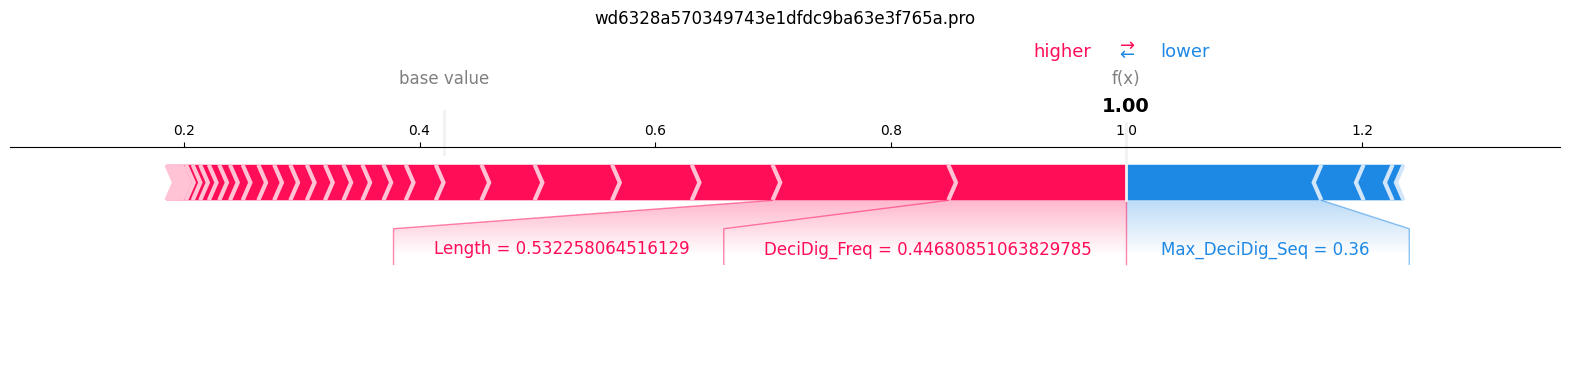 wd6328a570349743e1dfdc9ba63e3f765a.pro
higher → ← lower
base value f(x)
1.00
0.2 0.4 0.6 0.8 1.0 1.2
Length = 0.532258064516129 DeciDig_Freq = 0.44680851063829785 Max_DeciDig_Seq = 0.36